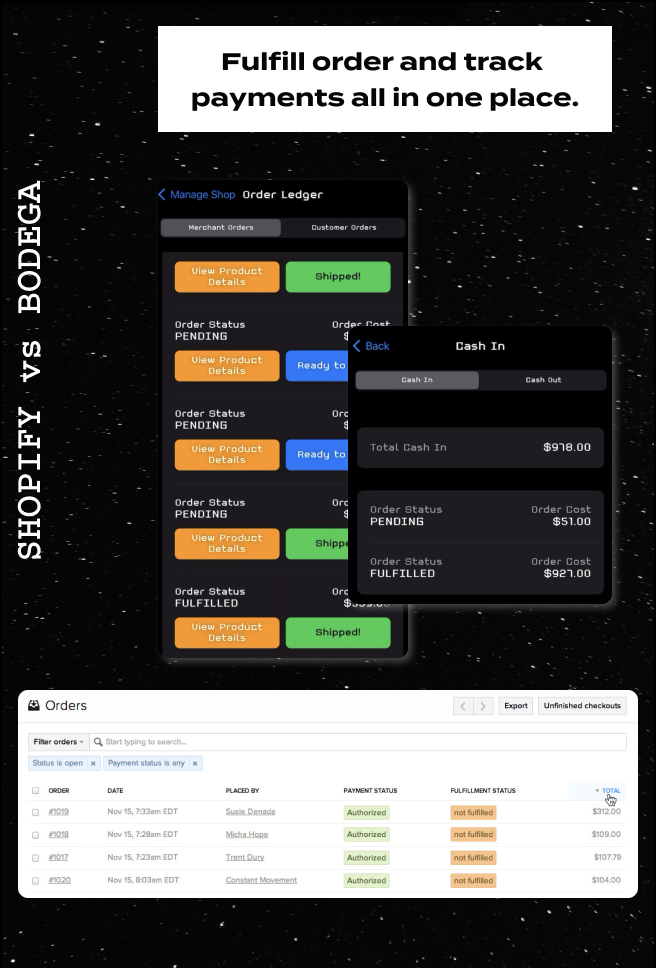 Fulfill order and track
payments all in one place.
SHOPIFY vs BODEGA
Manage Shop Order Ledger
Merchant Orders Customer Orders
View Product
Details
Shipped!
Order Status Order Cost
PENDING $
View Product
Details
Ready to
Order Status
PENDING $
View Product
Details
Ready to
Order Status
PENDING $
View Product
Details
Shippe
Order Status
FULFILLED
View Product
Details
Shipped!
Back Cash In
Cash In Cash Out
Total Cash In $978.00
Order Status Order Cost
PENDING $51.00
Order Status Order Cost
FULFILLED $927.00
Orders Export Unfinished checkouts
Filter orders Start typing to search...
Status is open × Payment status is any ×
ORDER DATE PLACED BY PAYMENT STATUS FULFILLMENT STATUS TOTAL
#1019 Nov 15, 7:33am EDT Susie Denada Authorized not fulfilled $312.00
#1018 Nov 15, 7:28am EDT Micha Hope Authorized not fulfilled $109.00
#1017 Nov 15, 7:23am EDT Trent Dury Authorized not fulfilled $107.79
#1020 Nov 15, 8:03am EDT Constant Movement Authorized not fulfilled $104.00